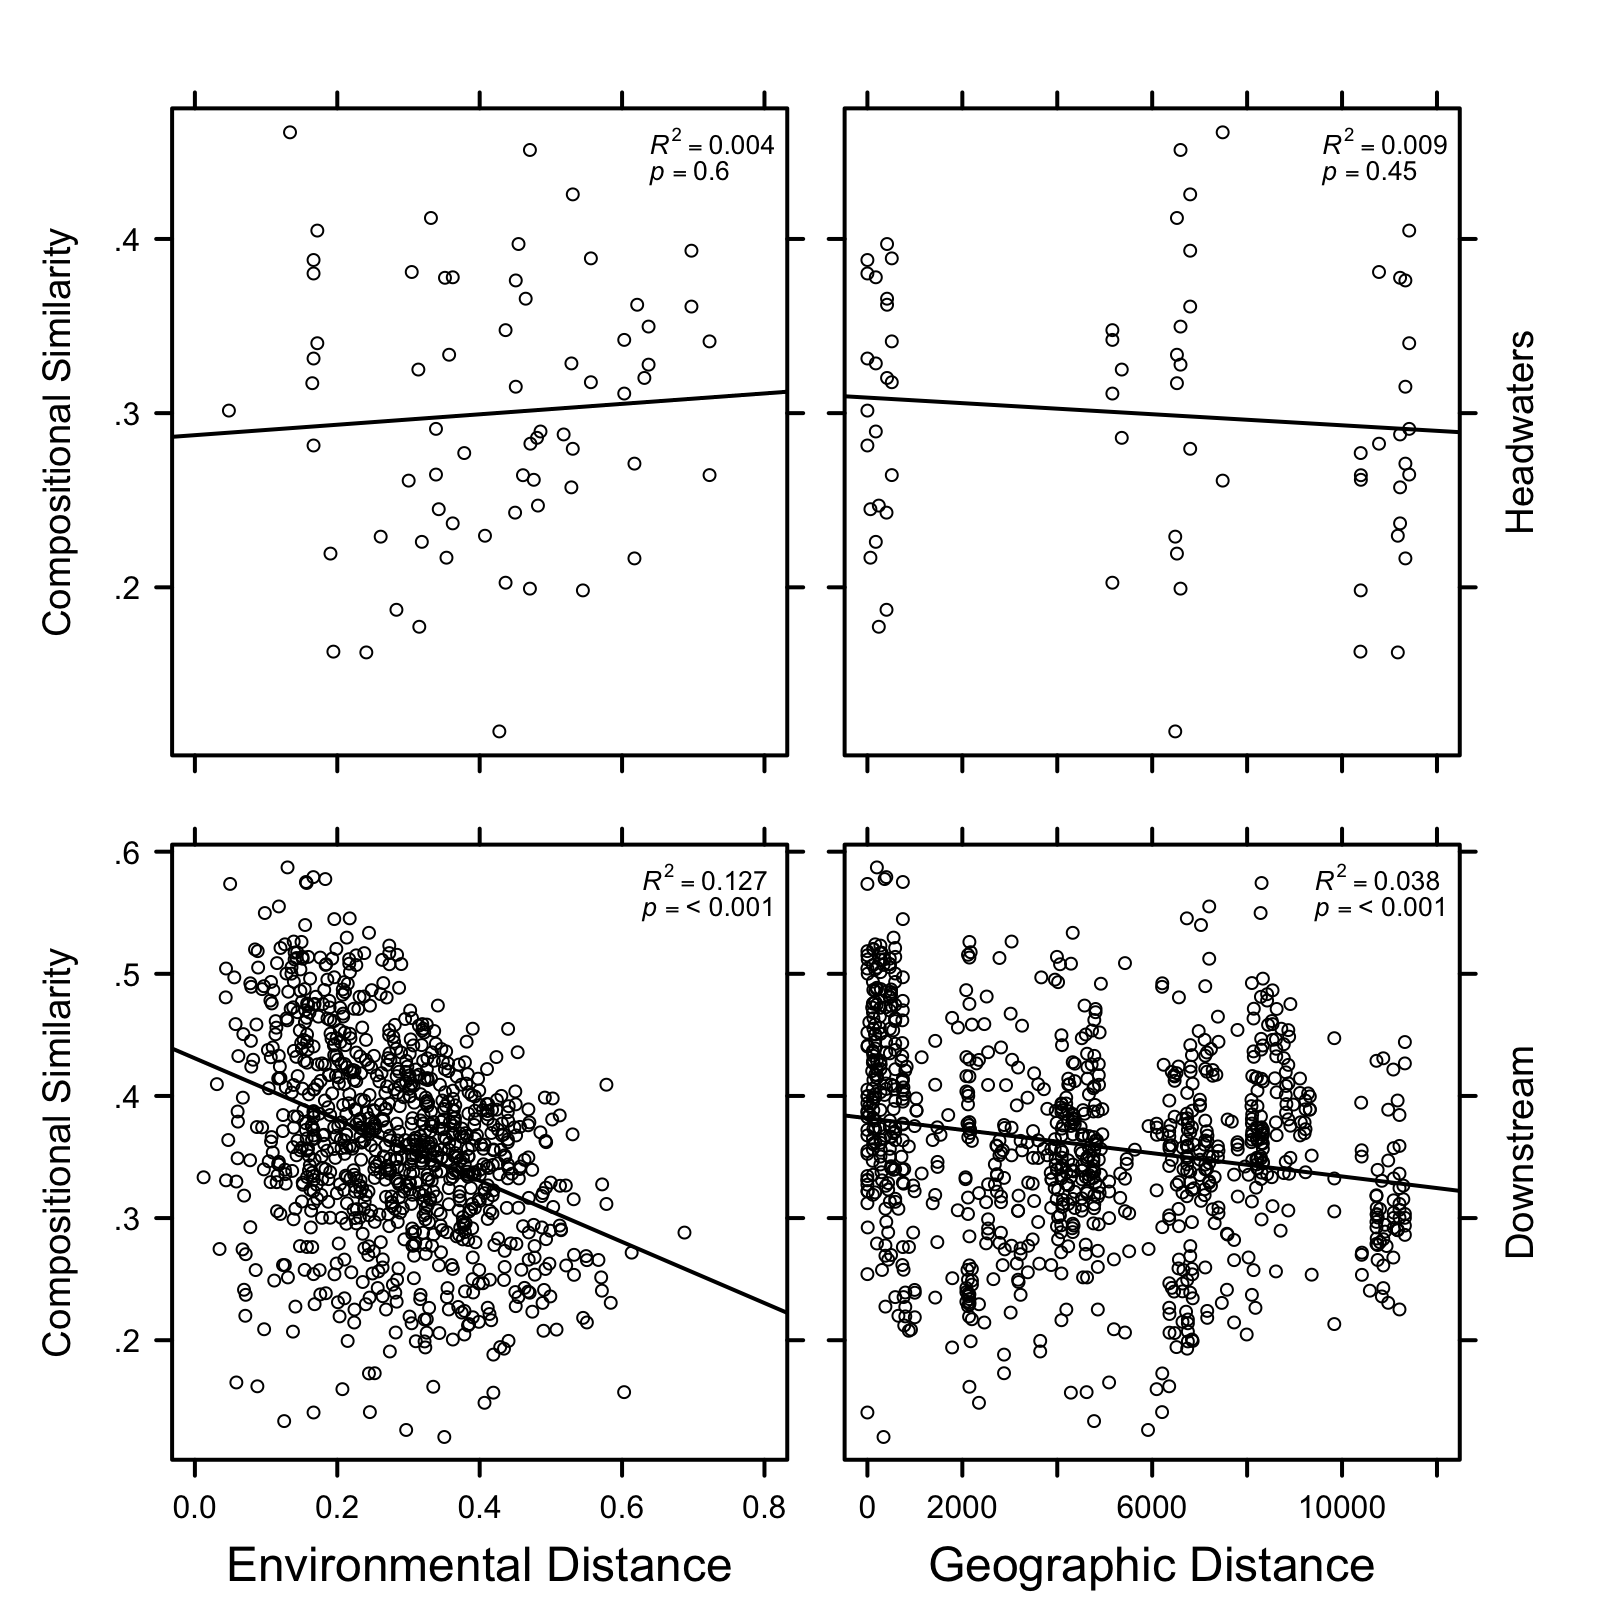 R2 = 0.004
p = 0.6
R2 = 0.009
p = 0.45
.4
.3
.2
Compositional Similarity
Headwaters
R2 = 0.127
p = < 0.001
R2 = 0.038
p = < 0.001
.6
.5
.4
.3
.2
Compositional Similarity
Downstream
0.0 0.2 0.4 0.6 0.8
0 2000 6000 10000
Environmental Distance
Geographic Distance